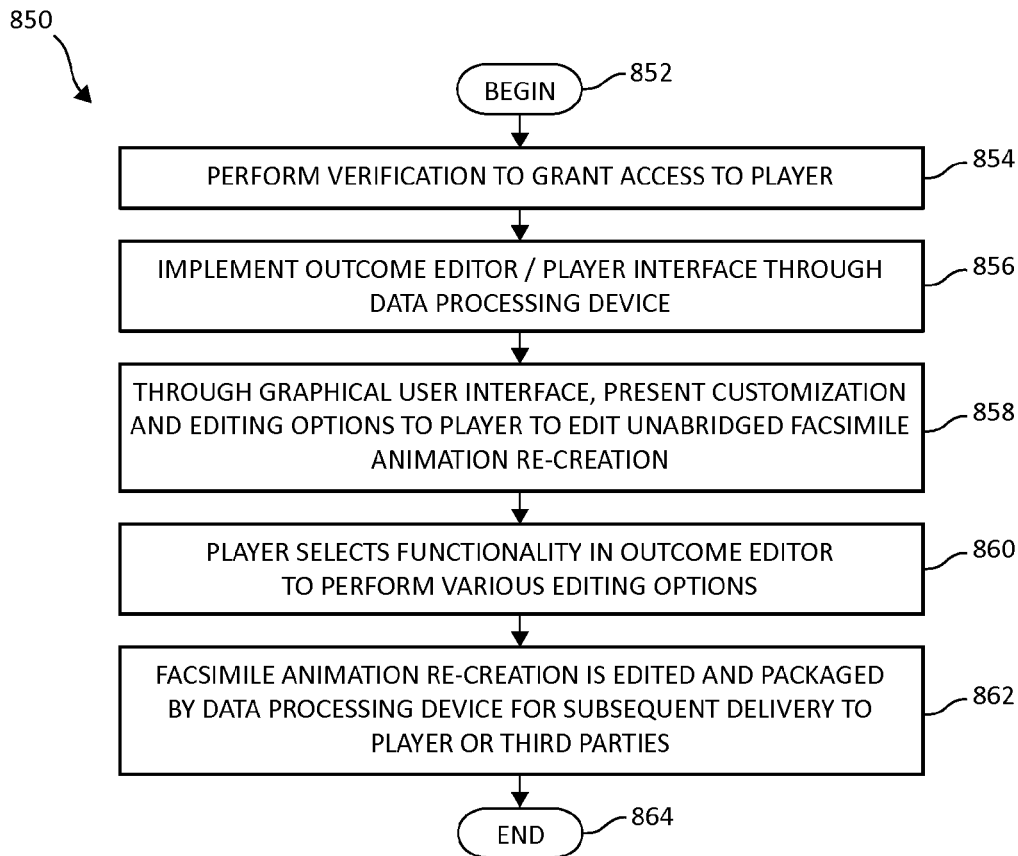 850
BEGIN
852
PERFORM VERIFICATION TO GRANT ACCESS TO PLAYER
854
IMPLEMENT OUTCOME EDITOR / PLAYER INTERFACE THROUGH
DATA PROCESSING DEVICE
856
THROUGH GRAPHICAL USER INTERFACE, PRESENT CUSTOMIZATION
AND EDITING OPTIONS TO PLAYER TO EDIT UNABRIDGED FACSIMILE
ANIMATION RE-CREATION
858
PLAYER SELECTS FUNCTIONALITY IN OUTCOME EDITOR
TO PERFORM VARIOUS EDITING OPTIONS
860
FACSIMILE ANIMATION RE-CREATION IS EDITED AND PACKAGED
BY DATA PROCESSING DEVICE FOR SUBSEQUENT DELIVERY TO
PLAYER OR THIRD PARTIES
862
END
864